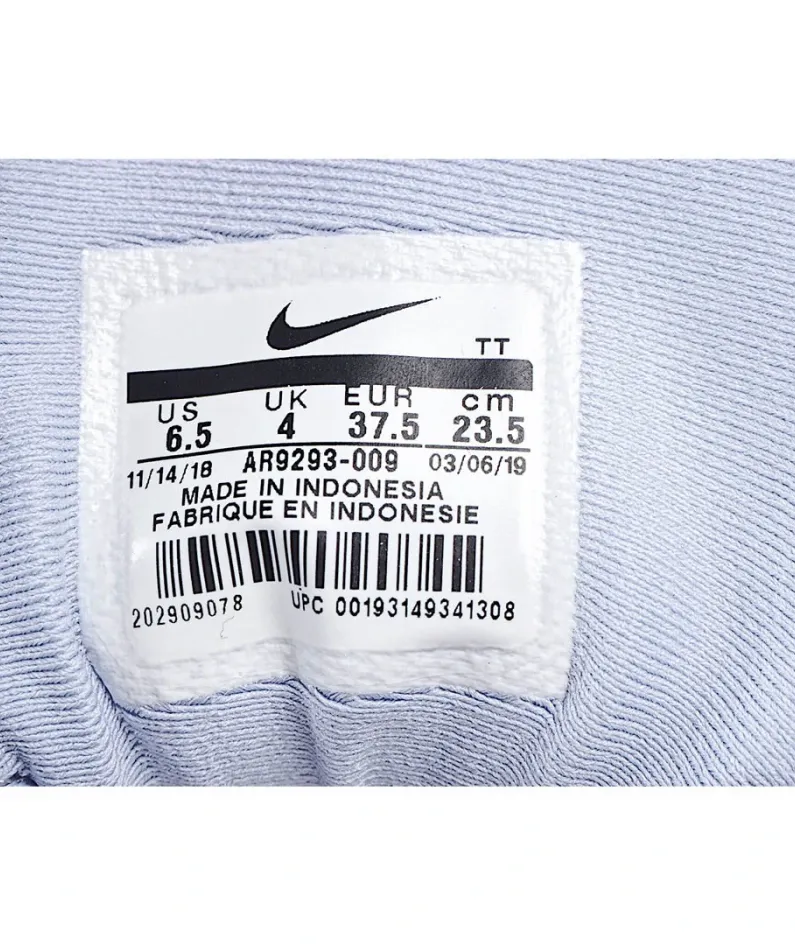 TT
US UK EUR cm
6.5 4 37.5 23.5
11/14/18 AR9293-009 03/06/19
MADE IN INDONESIA
FABRIQUE EN INDONESIE
202909078 UPC 00193149341308